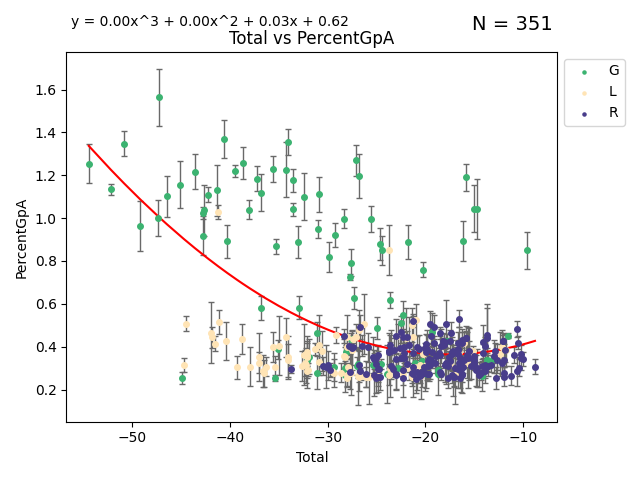 y = 0.00x^3 + 0.00x^2 + 0.03x + 0.62
N = 351
Total vs PercentGpA
G
L
R
PercentGpA
1.6
1.4
1.2
1.0
0.8
0.6
0.4
0.2
−50
−40
−30
−20
−10
Total